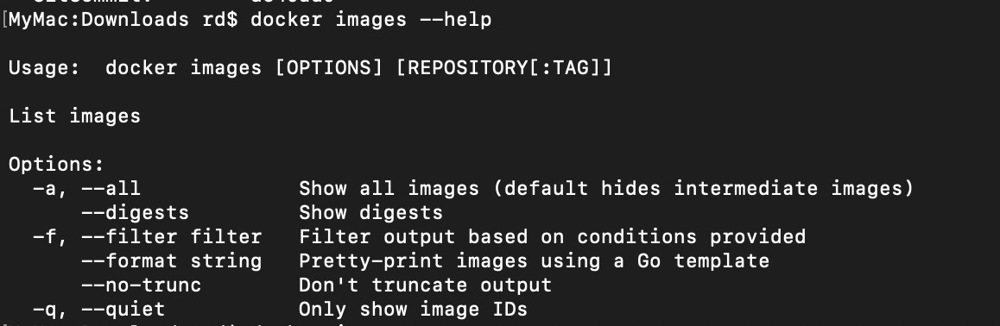 [MyMac:Downloads rd$ docker images --help
Usage:  docker images [OPTIONS] [REPOSITORY[:TAG]]
List images
Options:
  -a, --all             Show all images (default hides intermediate images)
      --digests         Show digests
  -f, --filter filter   Filter output based on conditions provided
      --format string   Pretty-print images using a Go template
      --no-trunc        Don't truncate output
  -q, --quiet           Only show image IDs